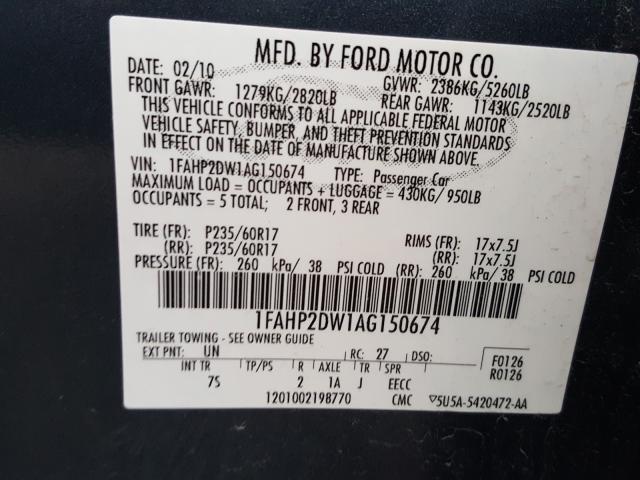 MFD. BY FORD MOTOR CO.
DATE: 02/10 GVWR: 2386KG/5260LB
FRONT GAWR: 1279KG/2820LB REAR GAWR: 1143KG/2520LB
THIS VEHICLE CONFORMS TO ALL APPLICABLE FEDERAL MOTOR
VEHICLE SAFETY, BUMPER, AND THEFT PREVENTION STANDARDS
IN EFFECT ON THE DATE OF MANUFACTURE SHOWN ABOVE.
VIN: 1FAHP2DW1AG150674 TYPE: Passenger Car
MAXIMUM LOAD = OCCUPANTS + LUGGAGE = 430KG/950LB
OCCUPANTS = 5 TOTAL; 2 FRONT, 3 REAR
TIRE (FR): P235/60R17 RIMS (FR): 17x7.5J
(RR): P235/60R17 (RR): 17x7.5J
PRESSURE (FR): 260 kPa/38 PSI COLD (RR): 260 kPa/38 PSI COLD
1FAHP2DW1AG150674
TRAILER TOWING - SEE OWNER GUIDE
EXT PNT: UN RC: 27 DSO: F0126
R0126
INT TR TP/PS R AXLE TR SPR
7S 2 1A J EECC
1201002198770 CMC ▽5U5A-5420472-AA